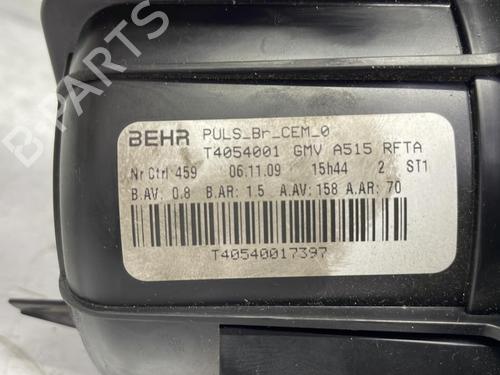 BEHR PULS_Br_CEM_0
T4054001 GMV A515 RFTA
Nr Ctrl 459 06.11.09 15h44 2 ST1
B.AV: 0.8 B.AR: 1.5 A.AV: 158 A.AR: 70
T40540017397